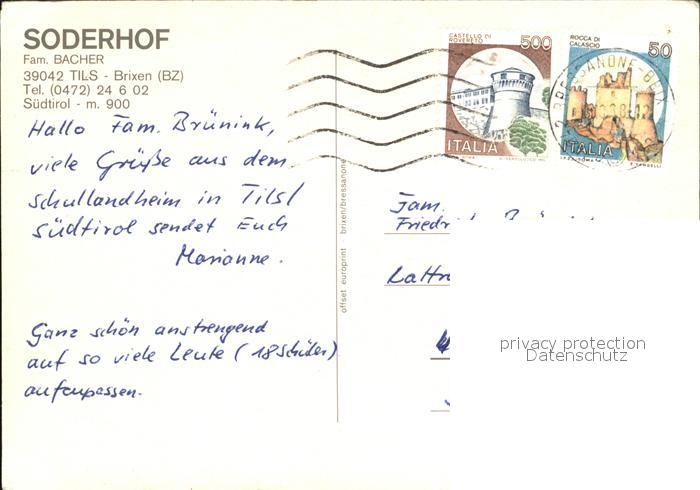 SODERHOF
Fam. BACHER
39042 TILS - Brixen (BZ)
Tel. (0472) 24 6 02
Südtirol - m. 900
Hallo Fam. Brünink,
viele Grüße aus dem
Schullandheim in Tils/
Südtirol sendet Euch
Marianne.
Ganz schön anstrengend
auf so viele Leute (18 Schüler)
aufzupassen.
offset europrint brixen/bressanone
CASTELLO DI
ROVERETO
500
ITALIA
ROCCA DI
CALASCIO
50
ITALIA
BRESSANONE
Fam.
privacy protection
Datenschutz